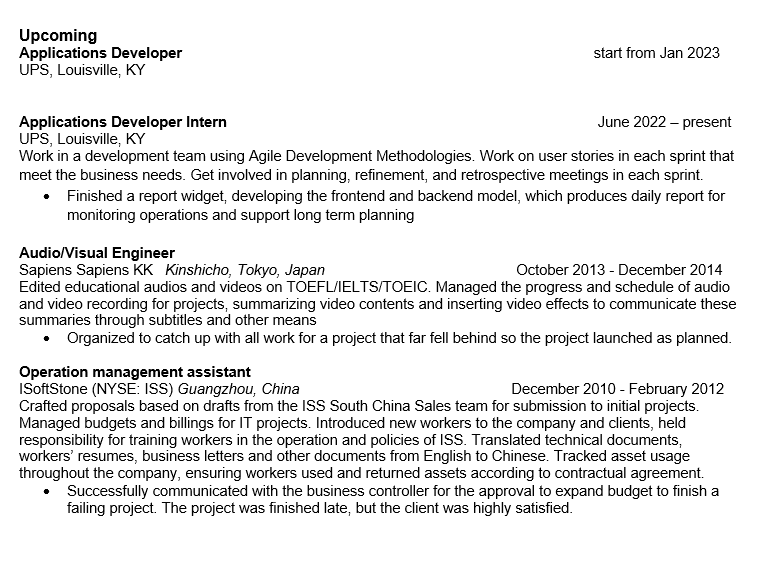 Upcoming
Applications Developer start from Jan 2023
UPS, Louisville, KY
Applications Developer Intern June 2022 – present
UPS, Louisville, KY
Work in a development team using Agile Development Methodologies. Work on user stories in each sprint that
meet the business needs. Get involved in planning, refinement, and retrospective meetings in each sprint.
• Finished a report widget, developing the frontend and backend model, which produces daily report for
monitoring operations and support long term planning
Audio/Visual Engineer
Sapiens Sapiens KK Kinshicho, Tokyo, Japan October 2013 - December 2014
Edited educational audios and videos on TOEFL/IELTS/TOEIC. Managed the progress and schedule of audio
and video recording for projects, summarizing video contents and inserting video effects to communicate these
summaries through subtitles and other means
• Organized to catch up with all work for a project that far fell behind so the project launched as planned.
Operation management assistant
ISoftStone (NYSE: ISS) Guangzhou, China December 2010 - February 2012
Crafted proposals based on drafts from the ISS South China Sales team for submission to initial projects.
Managed budgets and billings for IT projects. Introduced new workers to the company and clients, held
responsibility for training workers in the operation and policies of ISS. Translated technical documents,
workers’ resumes, business letters and other documents from English to Chinese. Tracked asset usage
throughout the company, ensuring workers used and returned assets according to contractual agreement.
• Successfully communicated with the business controller for the approval to expand budget to finish a
failing project. The project was finished late, but the client was highly satisfied.